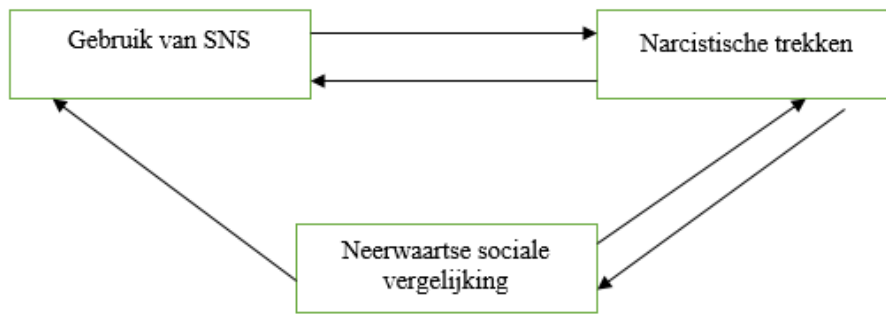 Gebruik van SNS
Narcistische trekken
Neerwaartse sociale
vergelijking